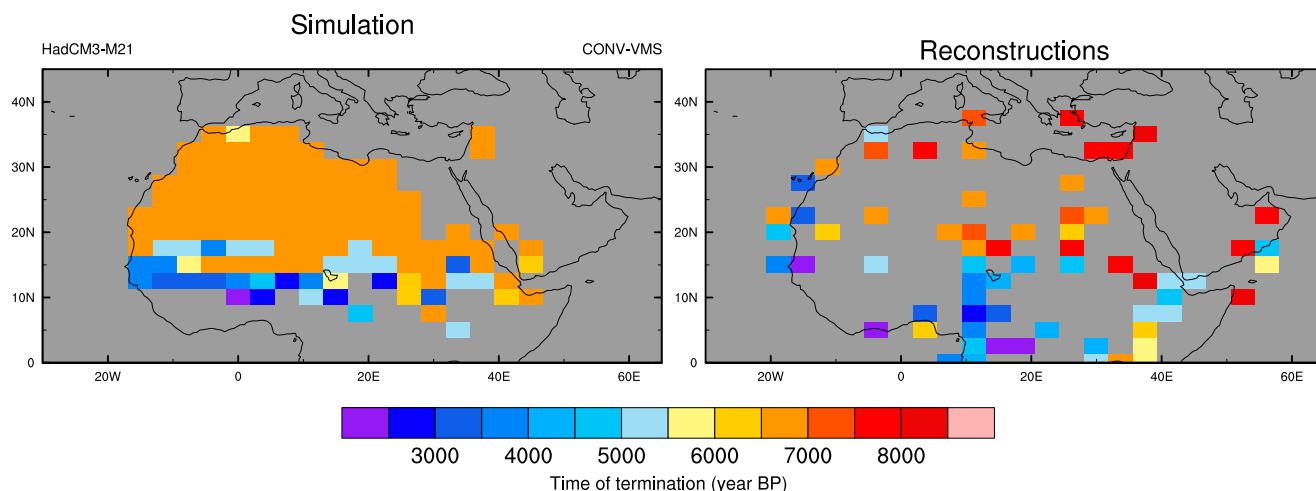 Simulation
HadCM3-M21 CONV-VMS
Reconstructions
40N 40N
30N 30N
20N 20N
10N 10N
0 0
20W 0 20E 40E 60E 20W 0 20E 40E 60E
3000 4000 5000 6000 7000 8000
Time of termination (year BP)